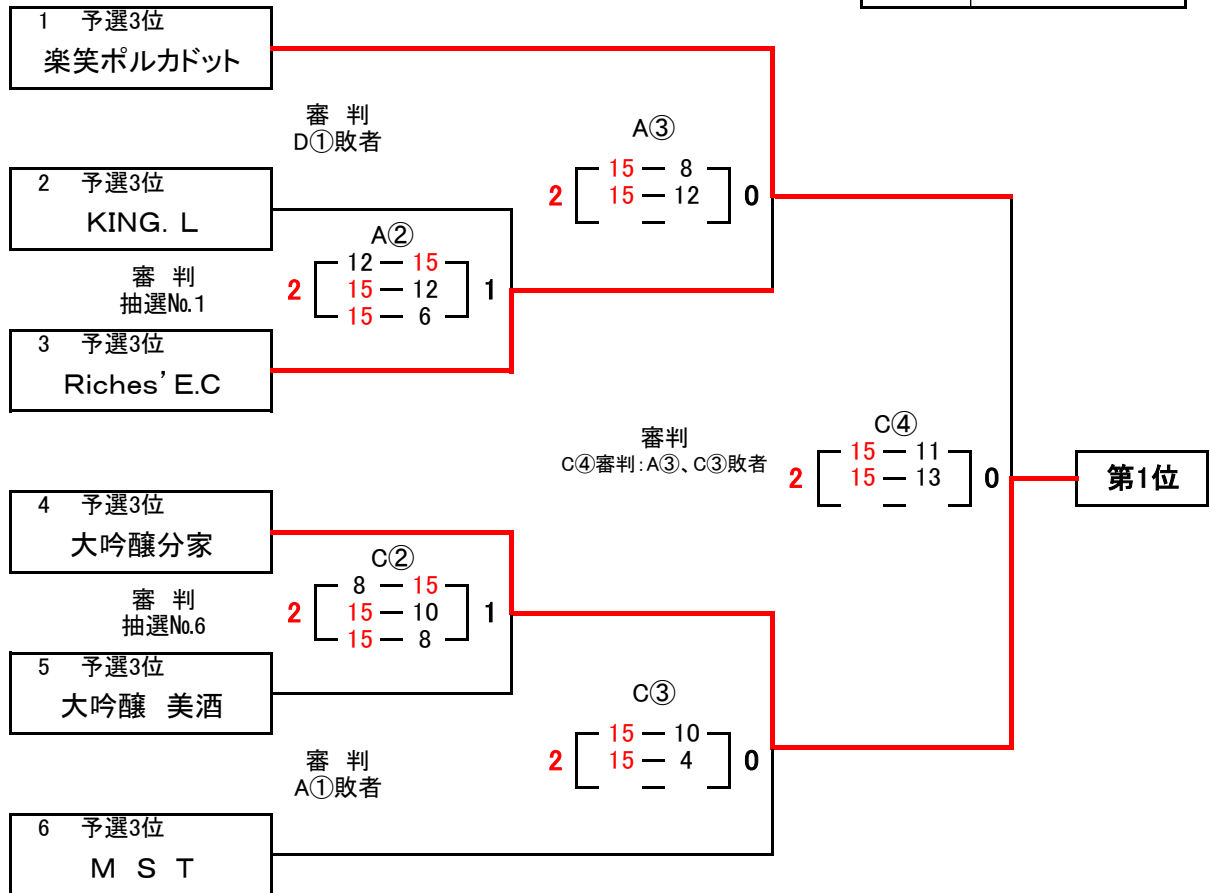 1 予選3位
楽笑ポルカドット
審 判
D①敗者
A③
15 — 8
2 15 — 12 0
— —
2 予選3位
KING. L
A②
12 — 15
2 15 — 12 1
15 — 6
審 判
抽選№.1
3 予選3位
Riches' E.C
審判
C④審判:A③、C③敗者
C④
15 — 11
2 15 — 13 0
— —
第1位
4 予選3位
大吟醸分家
C②
8 — 15
2 15 — 10 1
15 — 8
審 判
抽選№.6
5 予選3位
大吟醸 美酒
C③
15 — 10
2 15 — 4 0
— —
審 判
A①敗者
6 予選3位
M S T